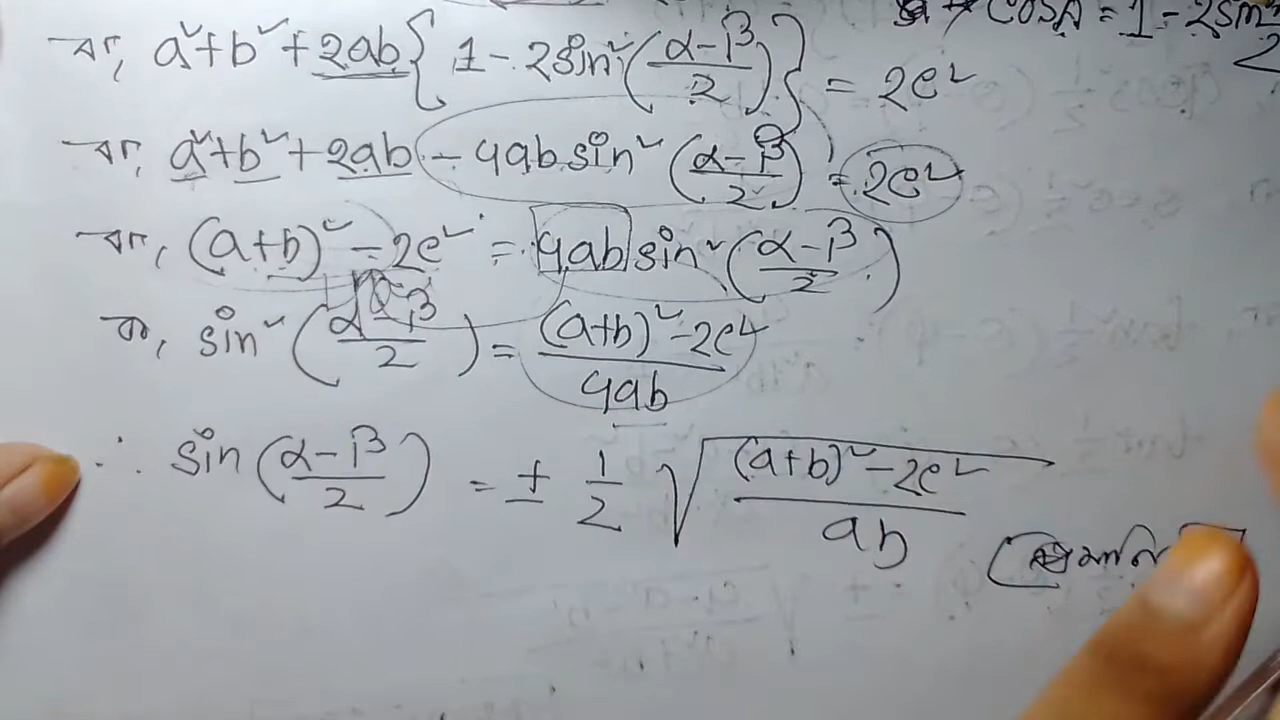 cosA = 1 - 2sin²
2
বা, a² + b² + 2ab { 1 - 2sin² ( (α-β)/2 ) } = 2c²
বা, a² + b² + 2ab - 4ab sin² ( (α-β)/2 ) = 2c²
বা, (a+b)² - 2c² = 4ab sin² ( (α-β)/2 )
বা, sin² ( (α-β)/2 ) = ((a+b)² - 2c²)/4ab
∴ sin ( (α-β)/2 ) = ± 1/2 √( ((a+b)² - 2c²)/ab )